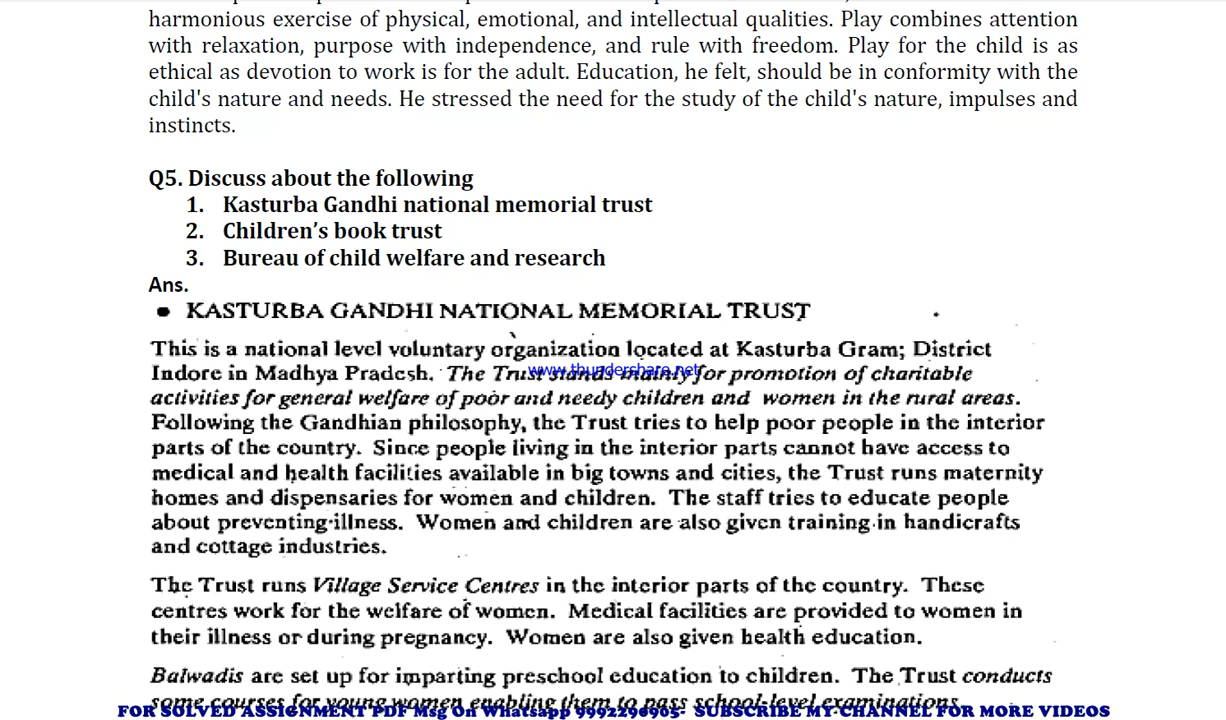 harmonious exercise of physical, emotional, and intellectual qualities. Play combines attention
with relaxation, purpose with independence, and rule with freedom. Play for the child is as
ethical as devotion to work is for the adult. Education, he felt, should be in conformity with the
child's nature and needs. He stressed the need for the study of the child's nature, impulses and
instincts.
Q5. Discuss about the following
1. Kasturba Gandhi national memorial trust
2. Children’s book trust
3. Bureau of child welfare and research
Ans.
• KASTURBA GANDHI NATIONAL MEMORIAL TRUST
This is a national level voluntary organization located at Kasturba Gram; District
Indore in Madhya Pradesh. The Trust stands mainly for promotion of charitable
www.thundershare.net
activities for general welfare of poor and needy children and women in the rural areas.
Following the Gandhian philosophy, the Trust tries to help poor people in the interior
parts of the country. Since people living in the interior parts cannot have access to
medical and health facilities available in big towns and cities, the Trust runs maternity
homes and dispensaries for women and children. The staff tries to educate people
about preventing illness. Women and children are also given training in handicrafts
and cottage industries.
The Trust runs Village Service Centres in the interior parts of the country. These
centres work for the welfare of women. Medical facilities are provided to women in
their illness or during pregnancy. Women are also given health education.
Balwadis are set up for imparting preschool education to children. The Trust conducts
some courses for young women enabling them to pass school-level examinations.
FOR SOLVED ASSIGNMENT PDF Msg On Whatsapp 9992296905- SUBSCRIBE MY CHANNEL FOR MORE VIDEOS